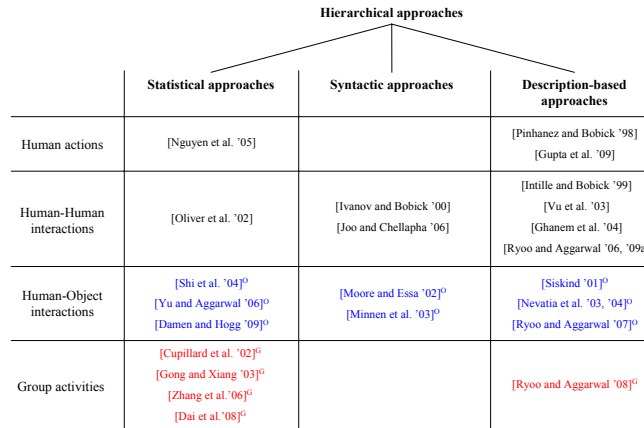 Hierarchical approaches
Statistical approaches
Syntactic approaches
Description-based
approaches
Human actions
[Nguyen et al. '05]
[Pinhanez and Bobick '98]
[Gupta et al. '09]
Human-Human
interactions
[Oliver et al. '02]
[Ivanov and Bobick '00]
[Joo and Chellapha '06]
[Intille and Bobick '99]
[Vu et al. '03]
[Ghanem et al. '04]
[Ryoo and Aggarwal '06, '09a
Human-Object
interactions
[Shi et al. '04]O
[Yu and Aggarwal '06]O
[Damen and Hogg '09]O
[Moore and Essa '02]O
[Minnen et al. '03]O
[Siskind '01]O
[Nevatia et al. '03, '04]O
[Ryoo and Aggarwal '07]O
Group activities
[Cupillard et al. '02]G
[Gong and Xiang '03]G
[Zhang et al.'06]G
[Dai et al.'08]G
[Ryoo and Aggarwal '08]G